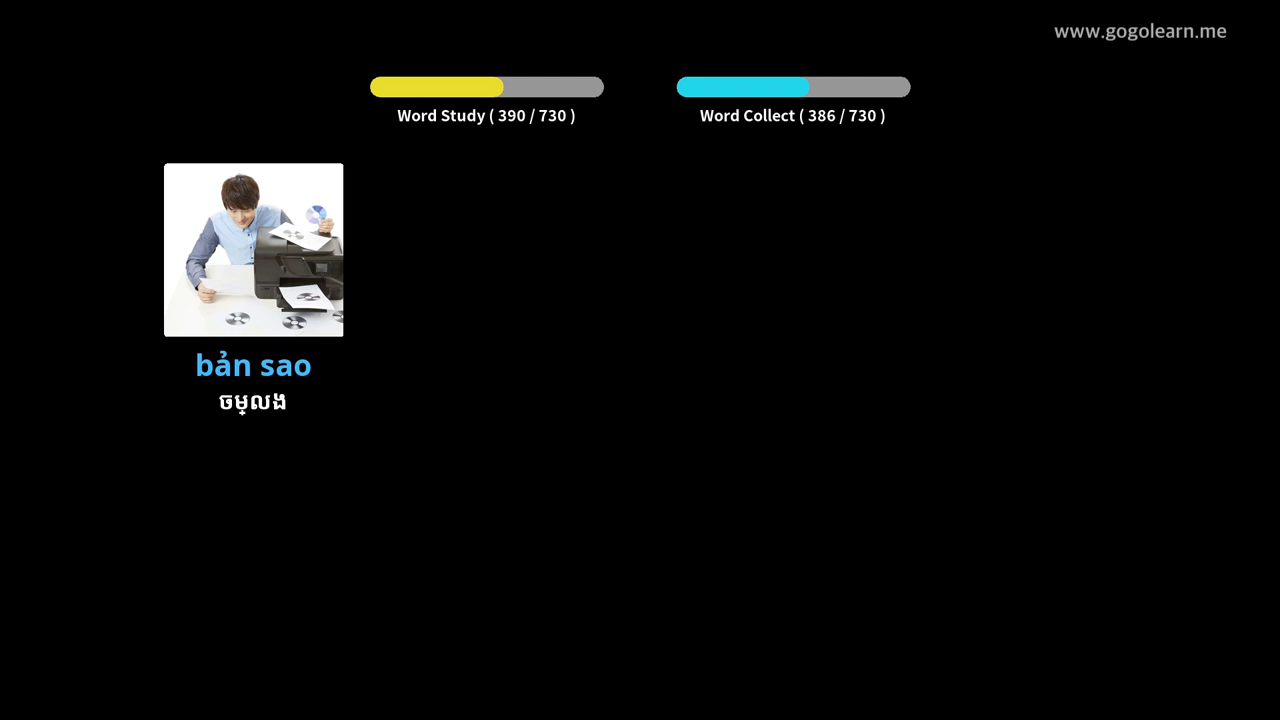 www.gogolearn.me
Word Study ( 390 / 730 )
Word Collect ( 386 / 730 )
bản sao
ចម្លង